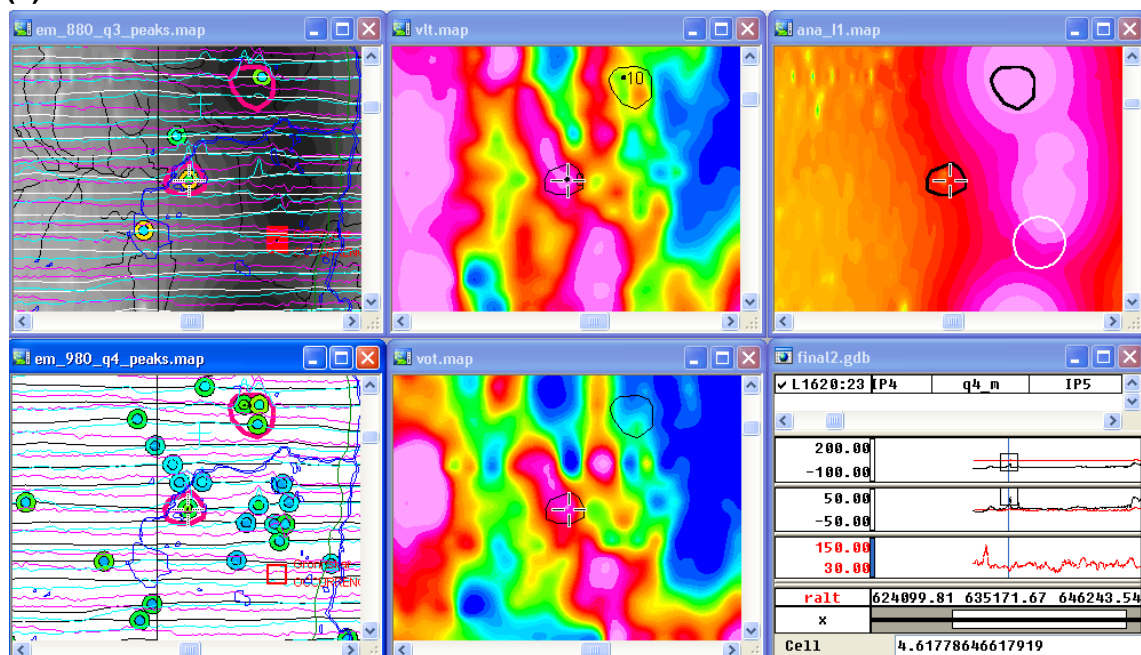 em_880_q3_peaks.map
vlt.map
ana_l1.map
10
em_980_q4_peaks.map
vot.map
final2.gdb
L1620:23 IP4 q4_m IP5
200.00
-100.00
50.00
-50.00
150.00
30.00
ralt 624099.81 635171.67 646243.54
x
Cell 4.61778646617919